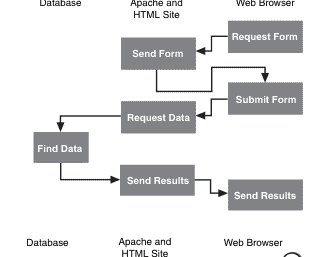 Database
Apache and
HTML Site
Web Browser
Request Form
Send Form
Submit Form
Request Data
Find Data
Send Results
Send Results
Database
Apache and
HTML Site
Web Browser